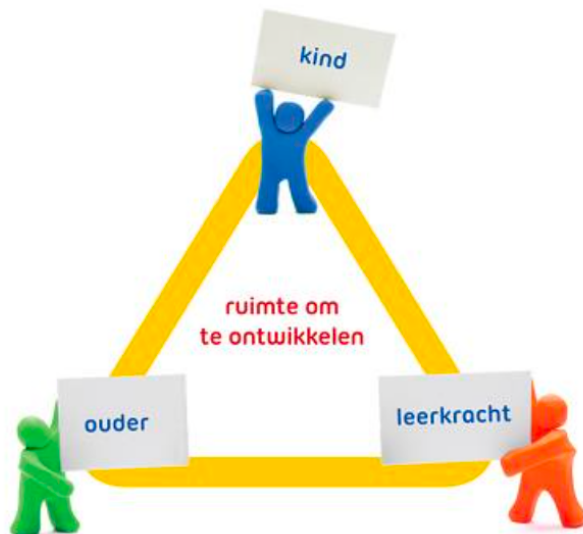 kind
ruimte om
te ontwikkelen
ouder
leerkracht